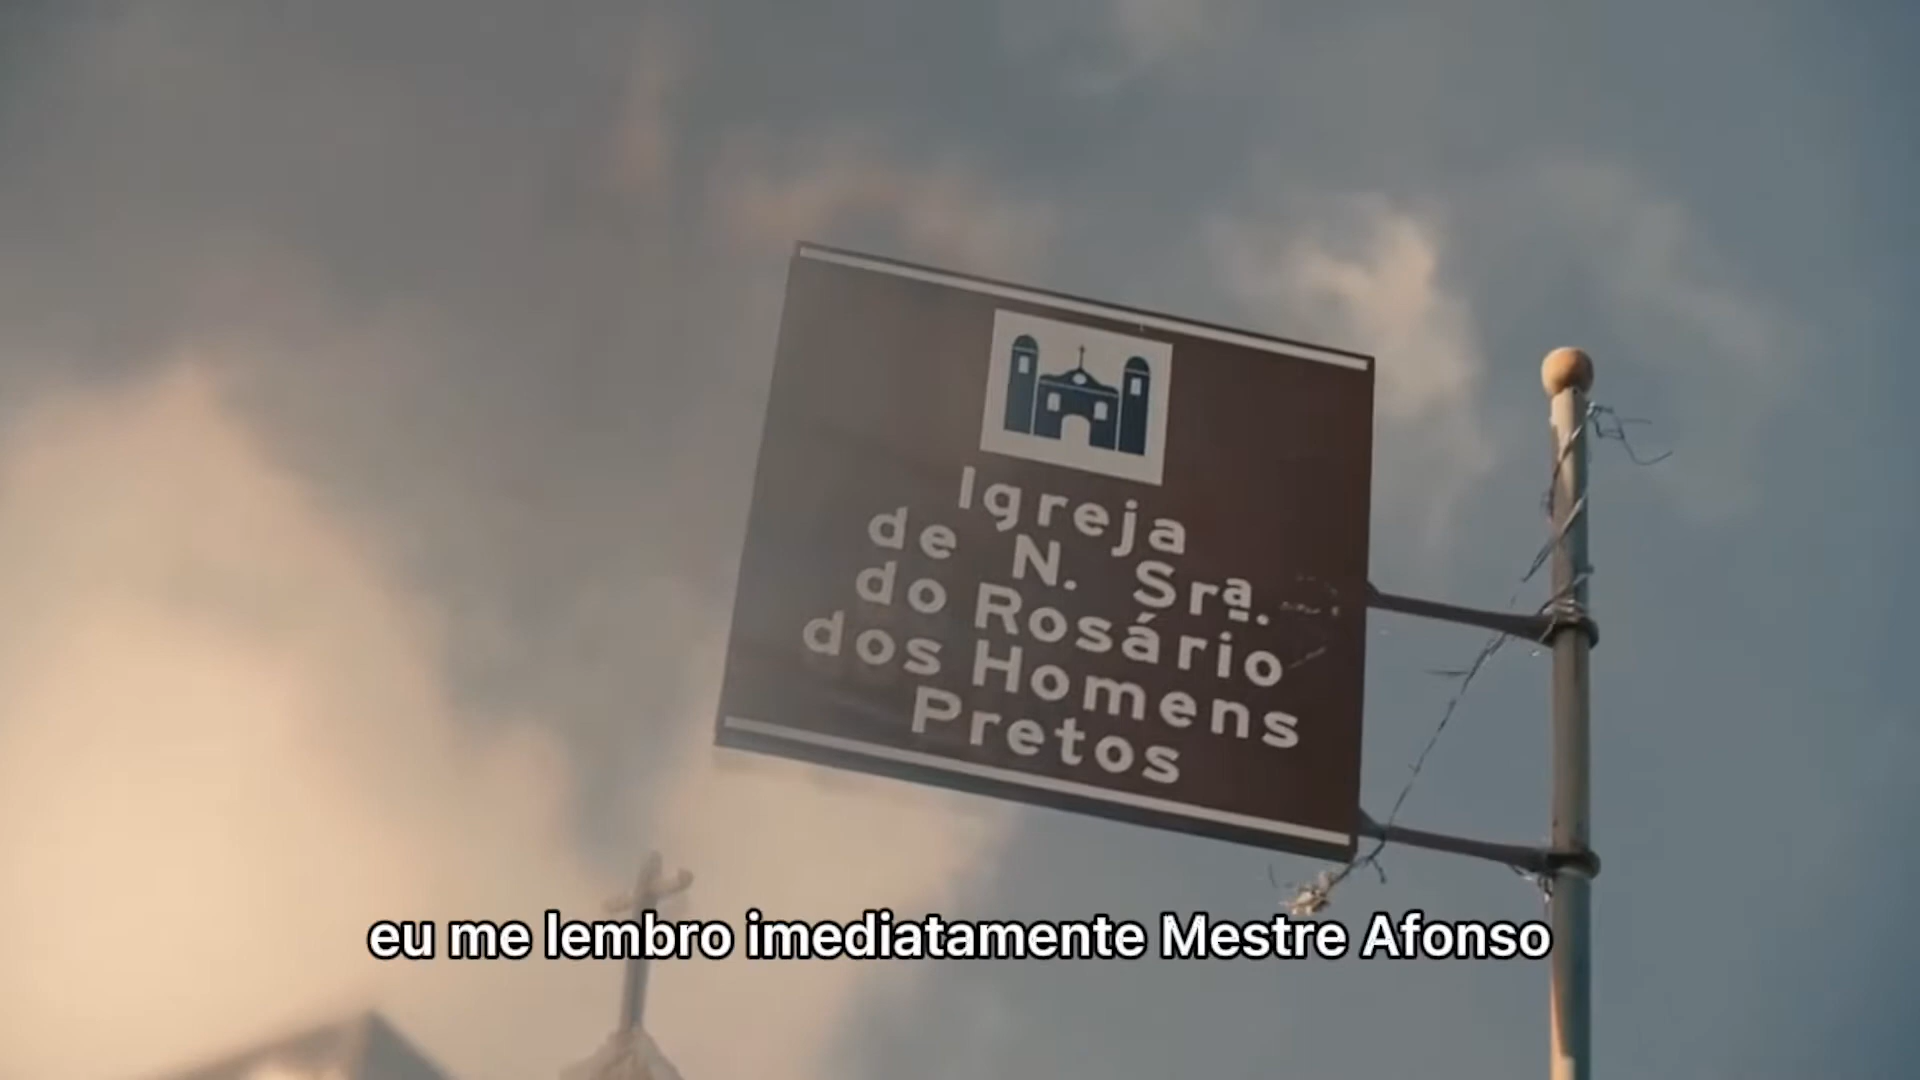 Igreja
de N. Srª.
do Rosário
dos Homens
Pretos
eu me lembro imediatamente Mestre Afonso